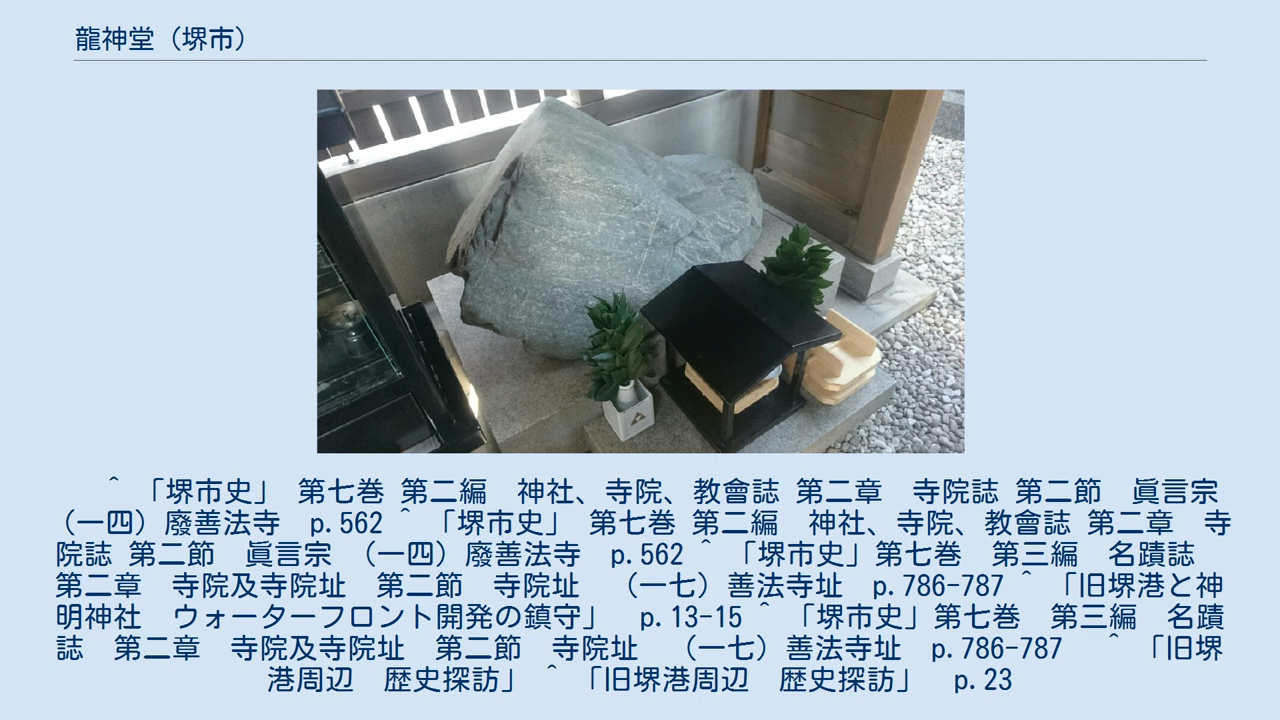 龍神堂（堺市）
^ 「堺市史」 第七巻 第二編　神社、寺院、教會誌 第二章　寺院誌 第二節　眞言宗
（一四）廢善法寺　p.562 ^ 「堺市史」 第七巻 第二編　神社、寺院、教會誌 第二章　寺
院誌 第二節　眞言宗 （一四）廢善法寺　p.562 ^ 「堺市史」第七巻　第三編　名蹟誌
第二章　寺院及寺院址　第二節　寺院址　（一七）善法寺址　p.786-787 ^ 「旧堺港と神
明神社　ウォーターフロント開発の鎮守」　p.13-15 ^ 「堺市史」第七巻　第三編　名蹟
誌　第二章　寺院及寺院址　第二節　寺院址　（一七）善法寺址　p.786-787　^ 「旧堺
港周辺　歴史探訪」 ^ 「旧堺港周辺　歴史探訪」　p.23